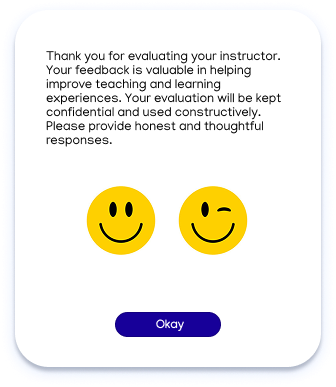 Thank you for evaluating your instructor.
Your feedback is valuable in helping
improve teaching and learning
experiences. Your evaluation will be kept
confidential and used constructively.
Please provide honest and thoughtful
responses.
Okay